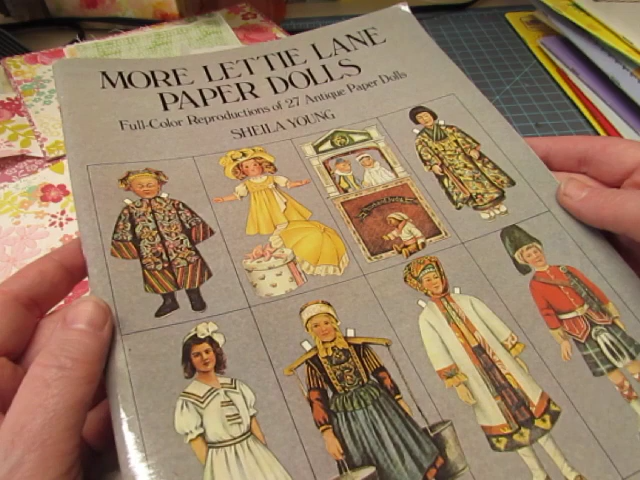 MORE LETTIE LANE
PAPER DOLLS
Full-Color Reproductions of 27 Antique Paper Dolls
SHEILA YOUNG